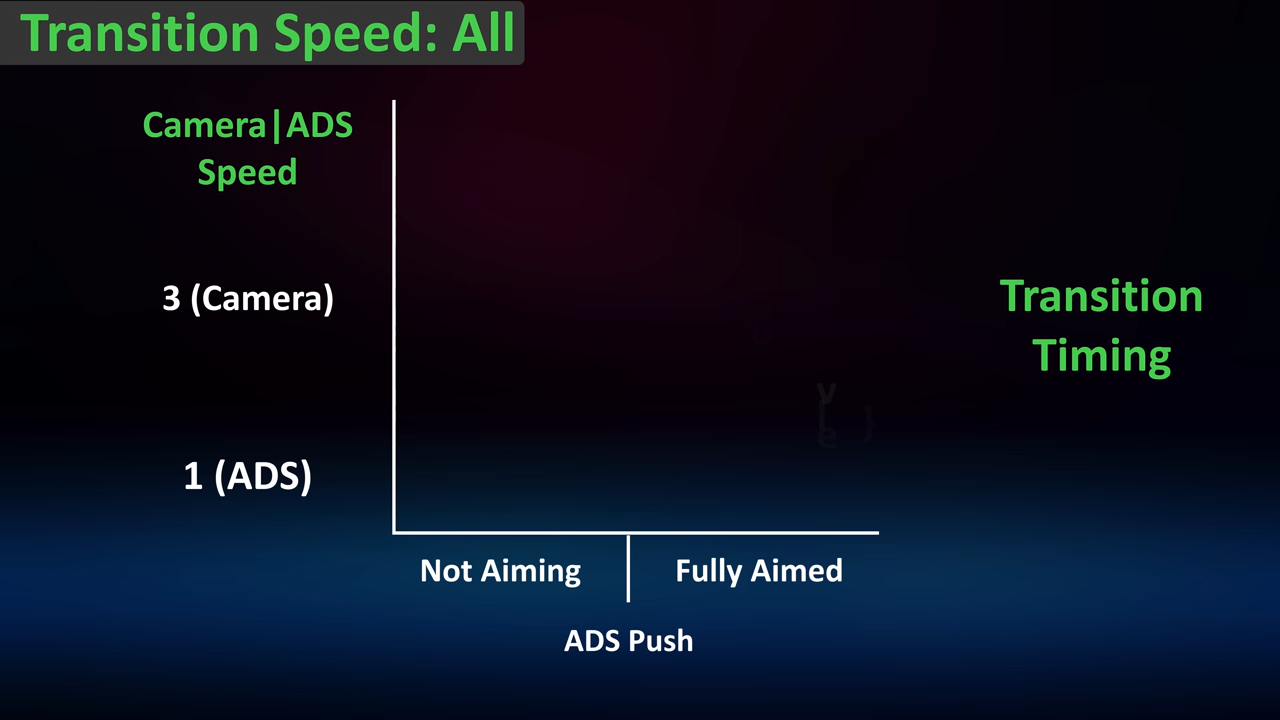 Transition Speed: All
Camera|ADS
Speed
3 (Camera)
1 (ADS)
Transition
Timing
Not Aiming
Fully Aimed
ADS Push